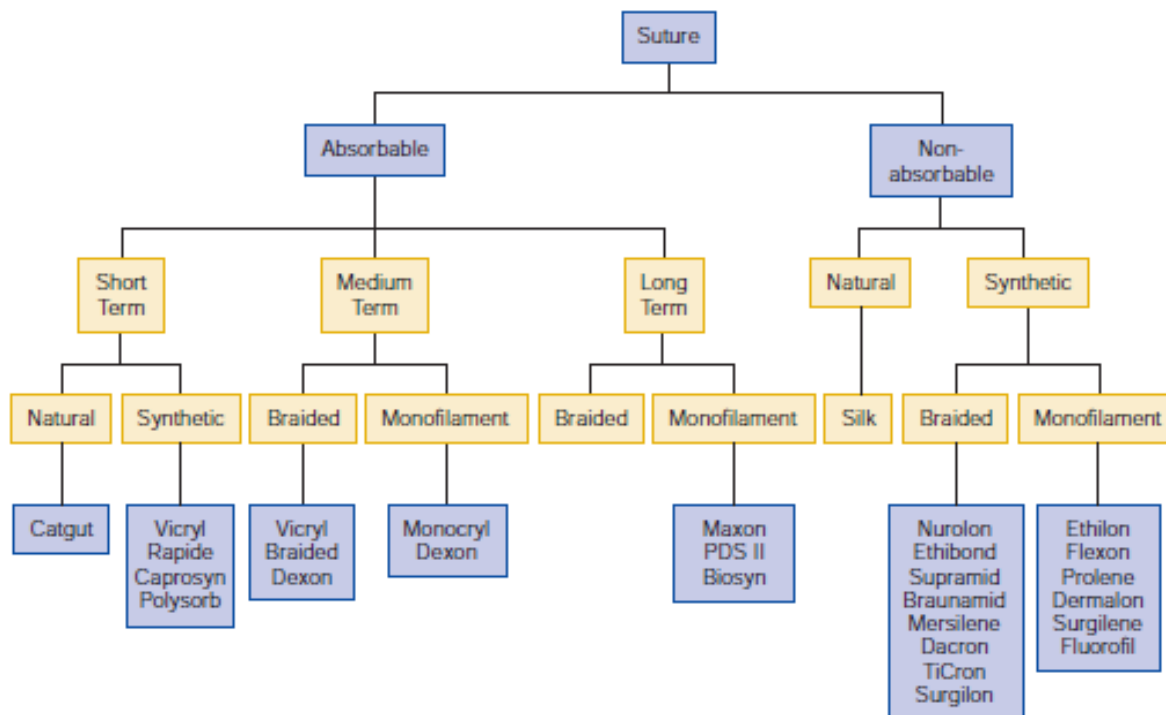 Suture
Absorbable
Non-
absorbable
Short
Term
Medium
Term
Long
Term
Natural
Synthetic
Natural
Synthetic
Braided
Monofilament
Braided
Monofilament
Silk
Braided
Monofilament
Catgut
Vicryl
Rapide
Caprosyn
Polysorb
Vicryl
Braided
Dexon
Monocryl
Dexon
Maxon
PDS II
Biosyn
Nurolon
Ethibond
Supramid
Braunamid
Mersilene
Dacron
TiCron
Surgilon
Ethilon
Flexon
Prolene
Dermalon
Surgilene
Fluorofil